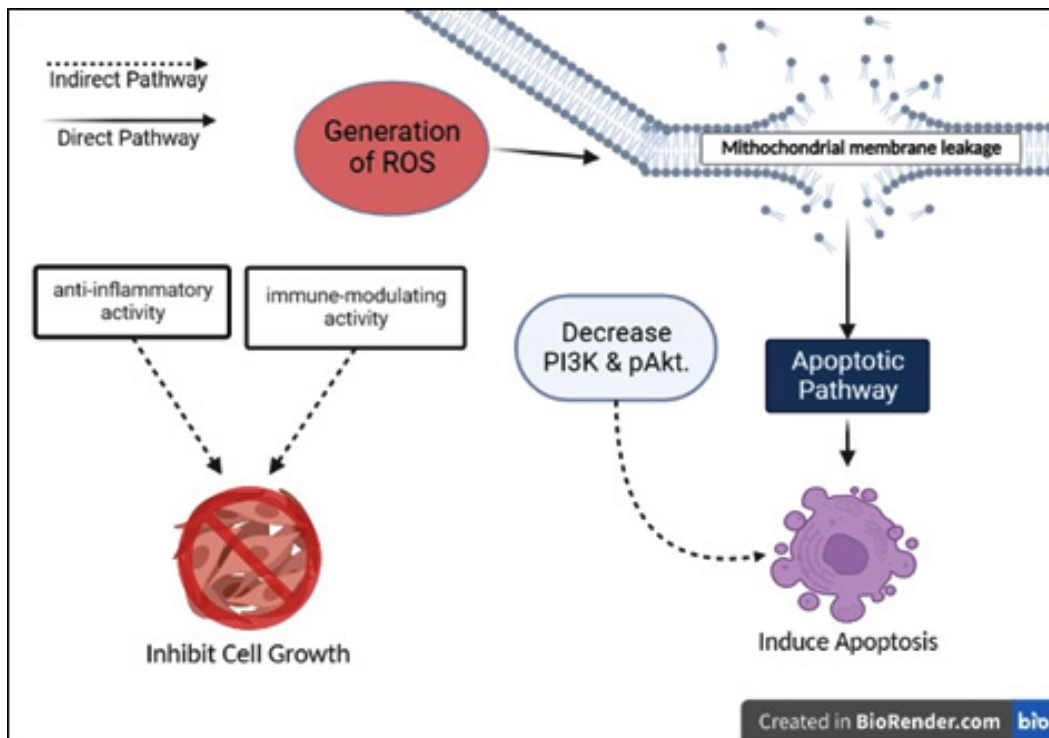 Indirect Pathway
Direct Pathway
Generation
of ROS
Mithochondrial membrane leakage
anti-inflammatory
activity
immune-modulating
activity
Decrease
PI3K & pAkt.
Apoptotic
Pathway
Inhibit Cell Growth
Induce Apoptosis
Created in BioRender.com bio